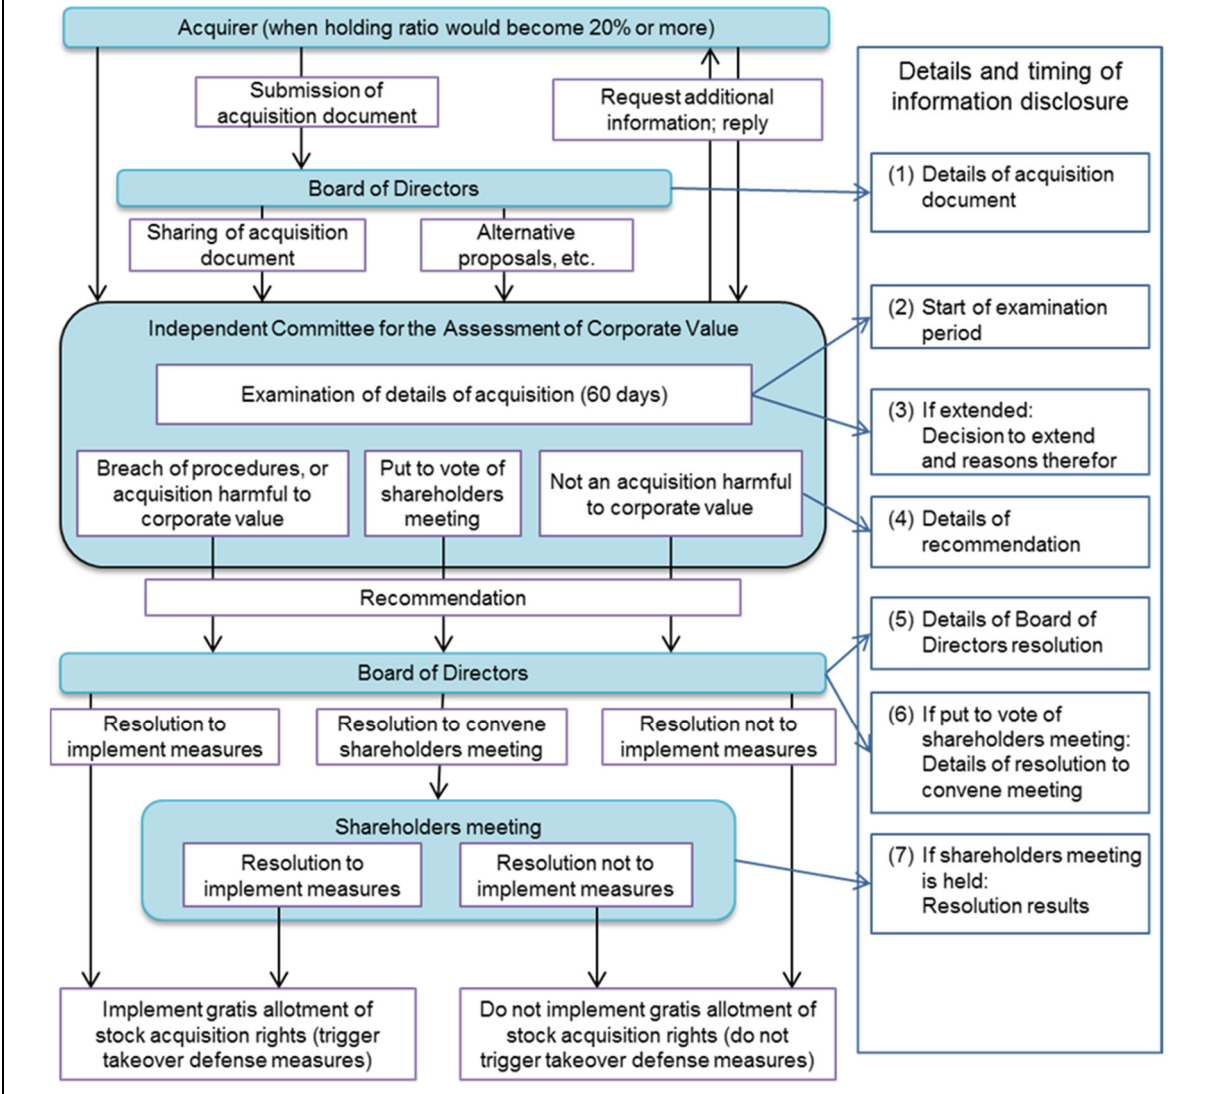 Acquirer (when holding ratio would become 20% or more)
Submission of
acquisition document
Request additional
information; reply
Board of Directors
Sharing of acquisition
document
Alternative
proposals, etc.
Independent Committee for the Assessment of Corporate Value
Examination of details of acquisition (60 days)
Breach of procedures, or
acquisition harmful to
corporate value
Put to vote of
shareholders
meeting
Not an acquisition harmful
to corporate value
Recommendation
Board of Directors
Resolution to
implement measures
Resolution to convene
shareholders meeting
Resolution not to
implement measures
Shareholders meeting
Resolution to
implement measures
Resolution not to
implement measures
Implement gratis allotment of
stock acquisition rights (trigger
takeover defense measures)
Do not implement gratis allotment of
stock acquisition rights (do not
trigger takeover defense measures)
Details and timing of
information disclosure
(1) Details of acquisition
document
(2) Start of examination
period
(3) If extended:
Decision to extend
and reasons therefor
(4) Details of
recommendation
(5) Details of Board of
Directors resolution
(6) If put to vote of
shareholders meeting:
Details of resolution to
convene meeting
(7) If shareholders meeting
is held:
Resolution results